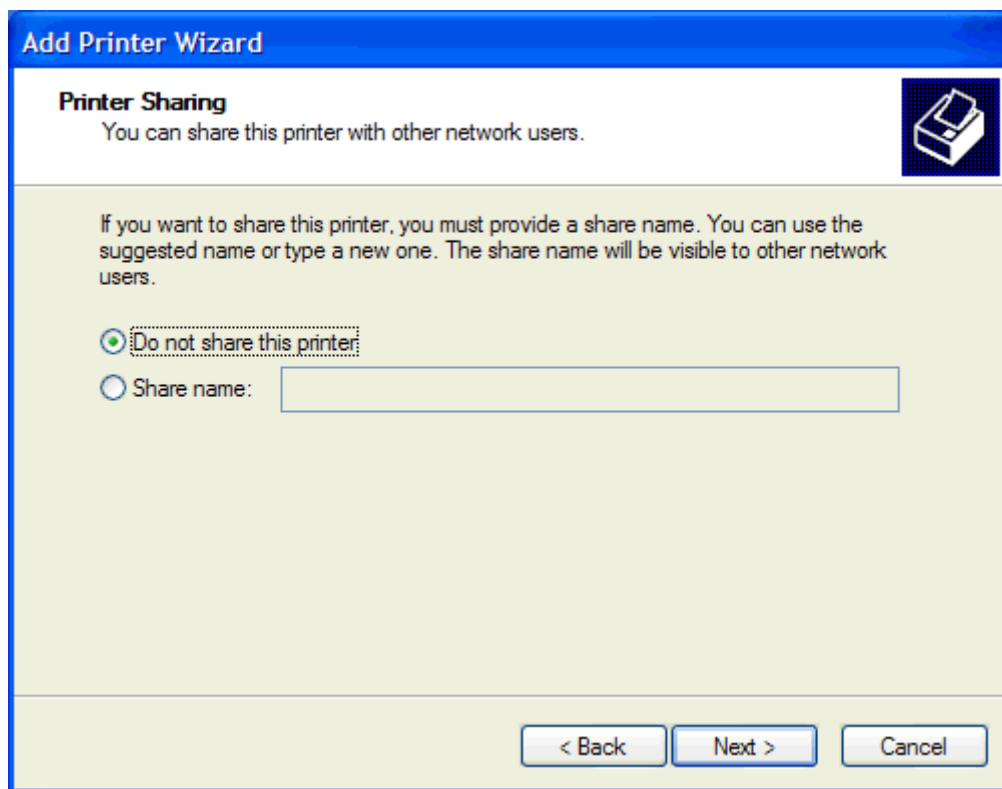 Add Printer Wizard
Printer Sharing
You can share this printer with other network users.
If you want to share this printer, you must provide a share name. You can use the
suggested name or type a new one. The share name will be visible to other network
users.
Do not share this printer
Share name:
< Back
Next >
Cancel